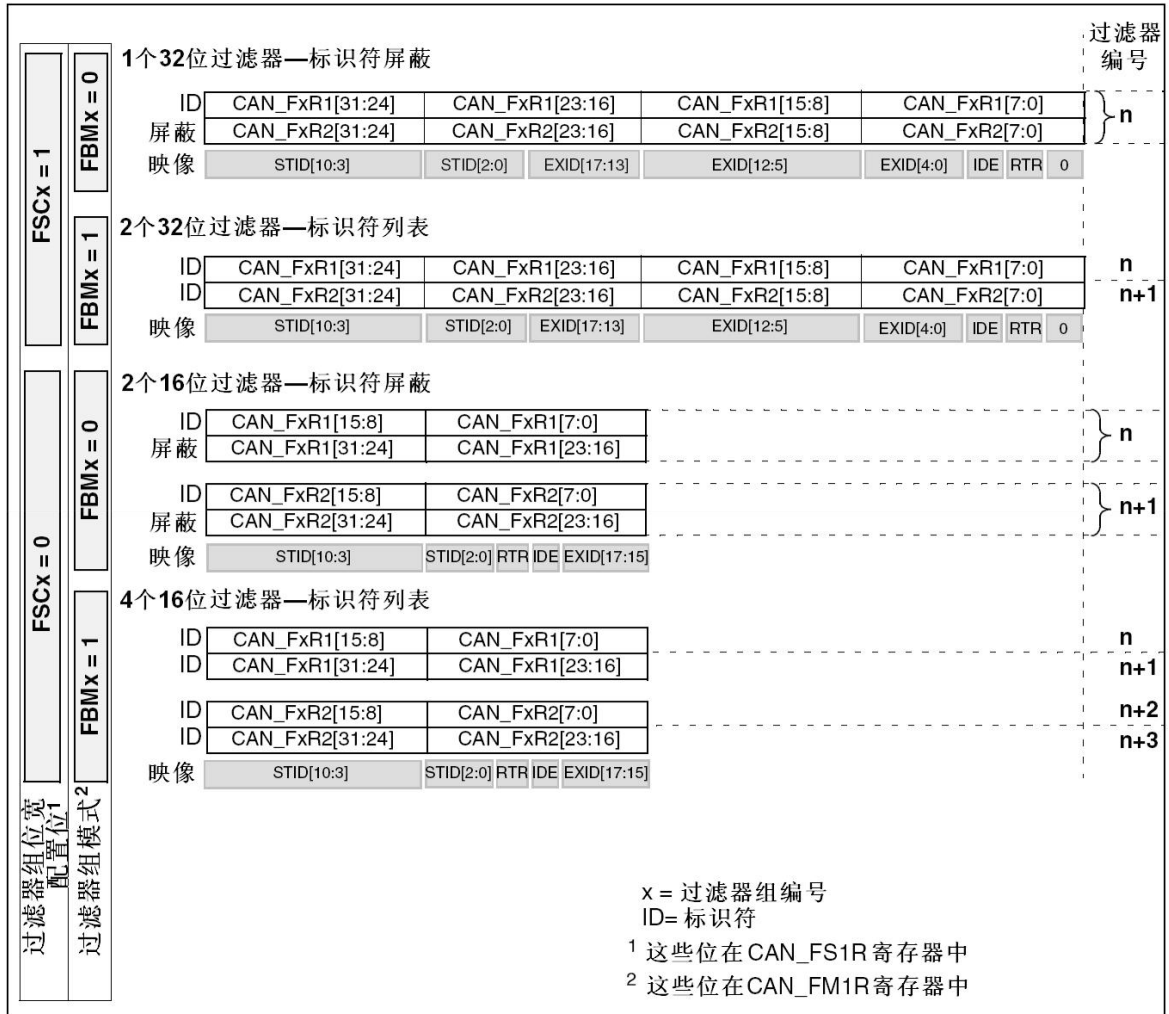 过滤器
编号
1个32位过滤器—标识符屏蔽
FSCx = 1
FBMx = 0
ID CAN_FxR1[31:24] CAN_FxR1[23:16] CAN_FxR1[15:8] CAN_FxR1[7:0] n
屏蔽 CAN_FxR2[31:24] CAN_FxR2[23:16] CAN_FxR2[15:8] CAN_FxR2[7:0]
映像 STID[10:3] STID[2:0] EXID[17:13] EXID[12:5] EXID[4:0] IDE RTR 0
2个32位过滤器—标识符列表
FBMx = 1
ID CAN_FxR1[31:24] CAN_FxR1[23:16] CAN_FxR1[15:8] CAN_FxR1[7:0] n
ID CAN_FxR2[31:24] CAN_FxR2[23:16] CAN_FxR2[15:8] CAN_FxR2[7:0] n+1
映像 STID[10:3] STID[2:0] EXID[17:13] EXID[12:5] EXID[4:0] IDE RTR 0
2个16位过滤器—标识符屏蔽
FSCx = 0
FBMx = 0
ID CAN_FxR1[15:8] CAN_FxR1[7:0] n
屏蔽 CAN_FxR1[31:24] CAN_FxR1[23:16]
ID CAN_FxR2[15:8] CAN_FxR2[7:0] n+1
屏蔽 CAN_FxR2[31:24] CAN_FxR2[23:16]
映像 STID[10:3] STID[2:0] RTR IDE EXID[17:15]
4个16位过滤器—标识符列表
FBMx = 1
ID CAN_FxR1[15:8] CAN_FxR1[7:0] n
ID CAN_FxR1[31:24] CAN_FxR1[23:16] n+1
ID CAN_FxR2[15:8] CAN_FxR2[7:0] n+2
ID CAN_FxR2[31:24] CAN_FxR2[23:16] n+3
映像 STID[10:3] STID[2:0] RTR IDE EXID[17:15]
过滤器组位宽
配置位1
过滤器组模式2
x = 过滤器组编号
ID= 标识符
1 这些位在CAN_FS1R寄存器中
2 这些位在CAN_FM1R寄存器中